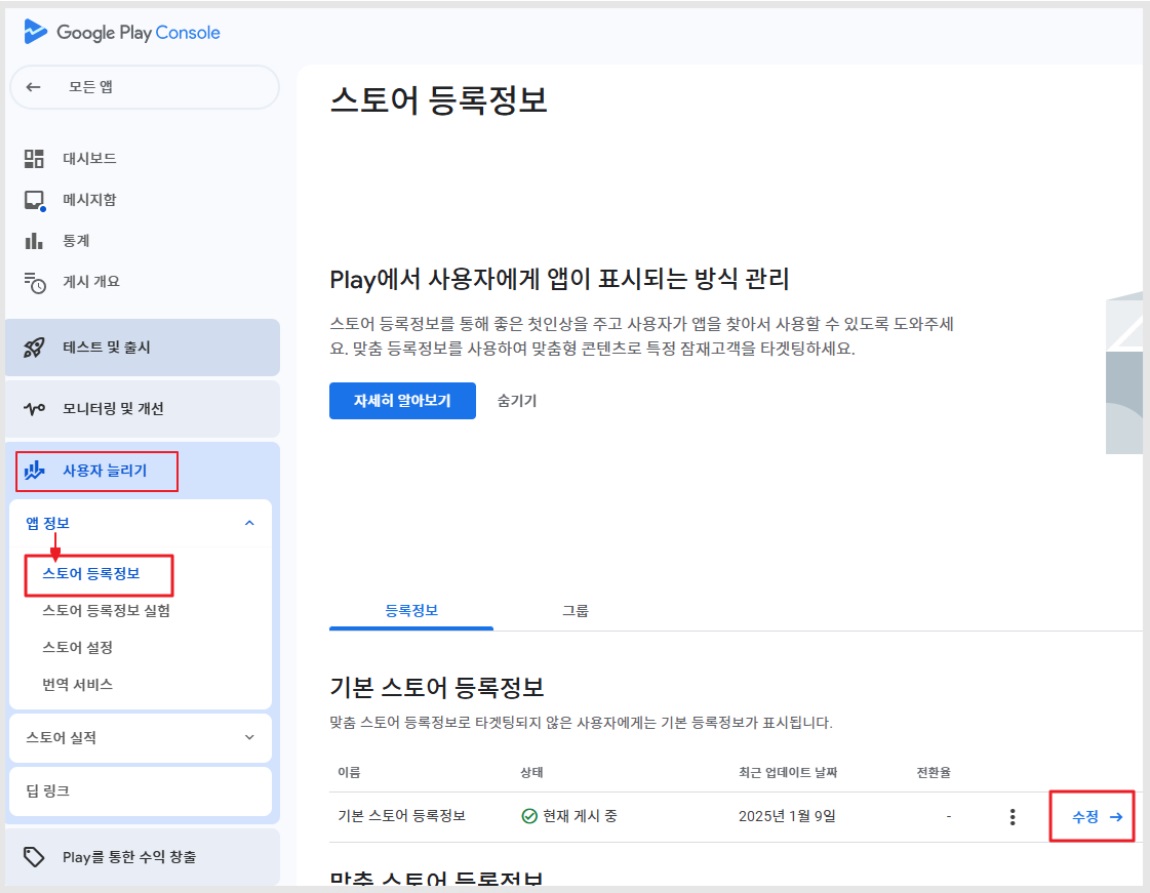 Google Play Console
모든 앱
대시보드
메시지함
통계
게시 개요
테스트 및 출시
모니터링 및 개선
사용자 늘리기
앱 정보
스토어 등록정보
스토어 등록정보 실험
스토어 설정
번역 서비스
스토어 실적
딥 링크
Play를 통한 수익 창출
스토어 등록정보
Play에서 사용자에게 앱이 표시되는 방식 관리
스토어 등록정보를 통해 좋은 첫인상을 주고 사용자가 앱을 찾아서 사용할 수 있도록 도와주세
요. 맞춤 등록정보를 사용하여 맞춤형 콘텐츠로 특정 잠재고객을 타겟팅하세요.
자세히 알아보기 숨기기
등록정보 그룹
기본 스토어 등록정보
맞춤 스토어 등록정보로 타겟팅되지 않은 사용자에게는 기본 등록정보가 표시됩니다.
이름 상태 최근 업데이트 날짜 전환율
기본 스토어 등록정보 현재 게시 중 2025년 1월 9일 - 수정
맞춤 스토어 등록정보